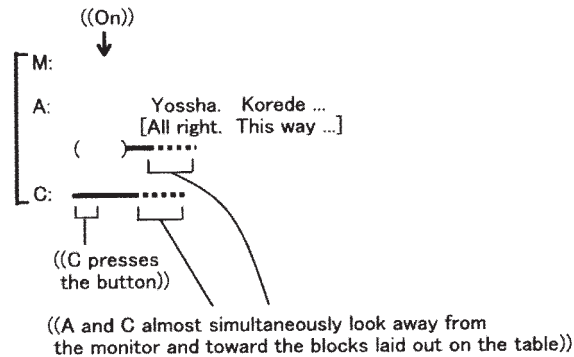 ((On))
M:
A: Yossha. Korede ...
[All right. This way ...]
( )
C:
((C presses
the button))
((A and C almost simultaneously look away from
the monitor and toward the blocks laid out on the table))